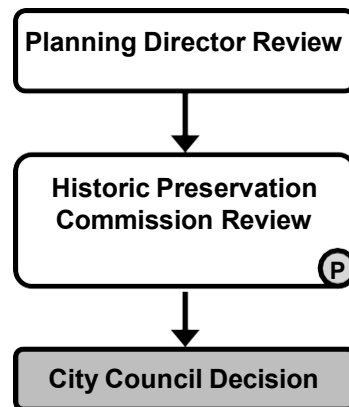 Planning Director Review
Historic Preservation
Commission Review
P
City Council Decision